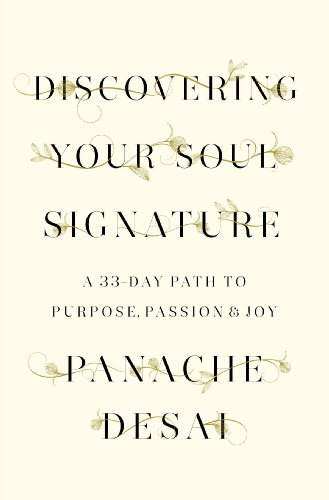 DISCOVERING
YOUR SOUL
SIGNATURE
A 33-DAY PATH TO
PURPOSE, PASSION & JOY
PANACHE
DESAI